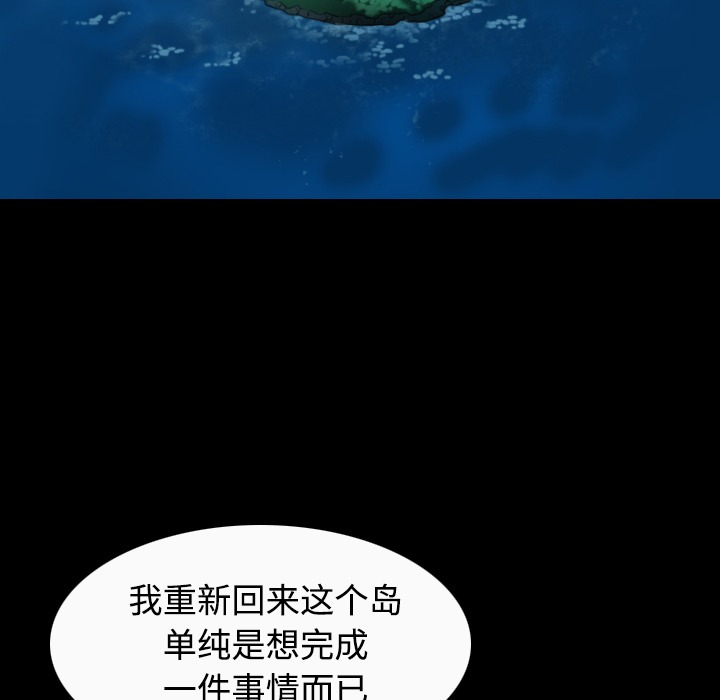 我重新回来这个岛
单纯是想完成
一件事情而已